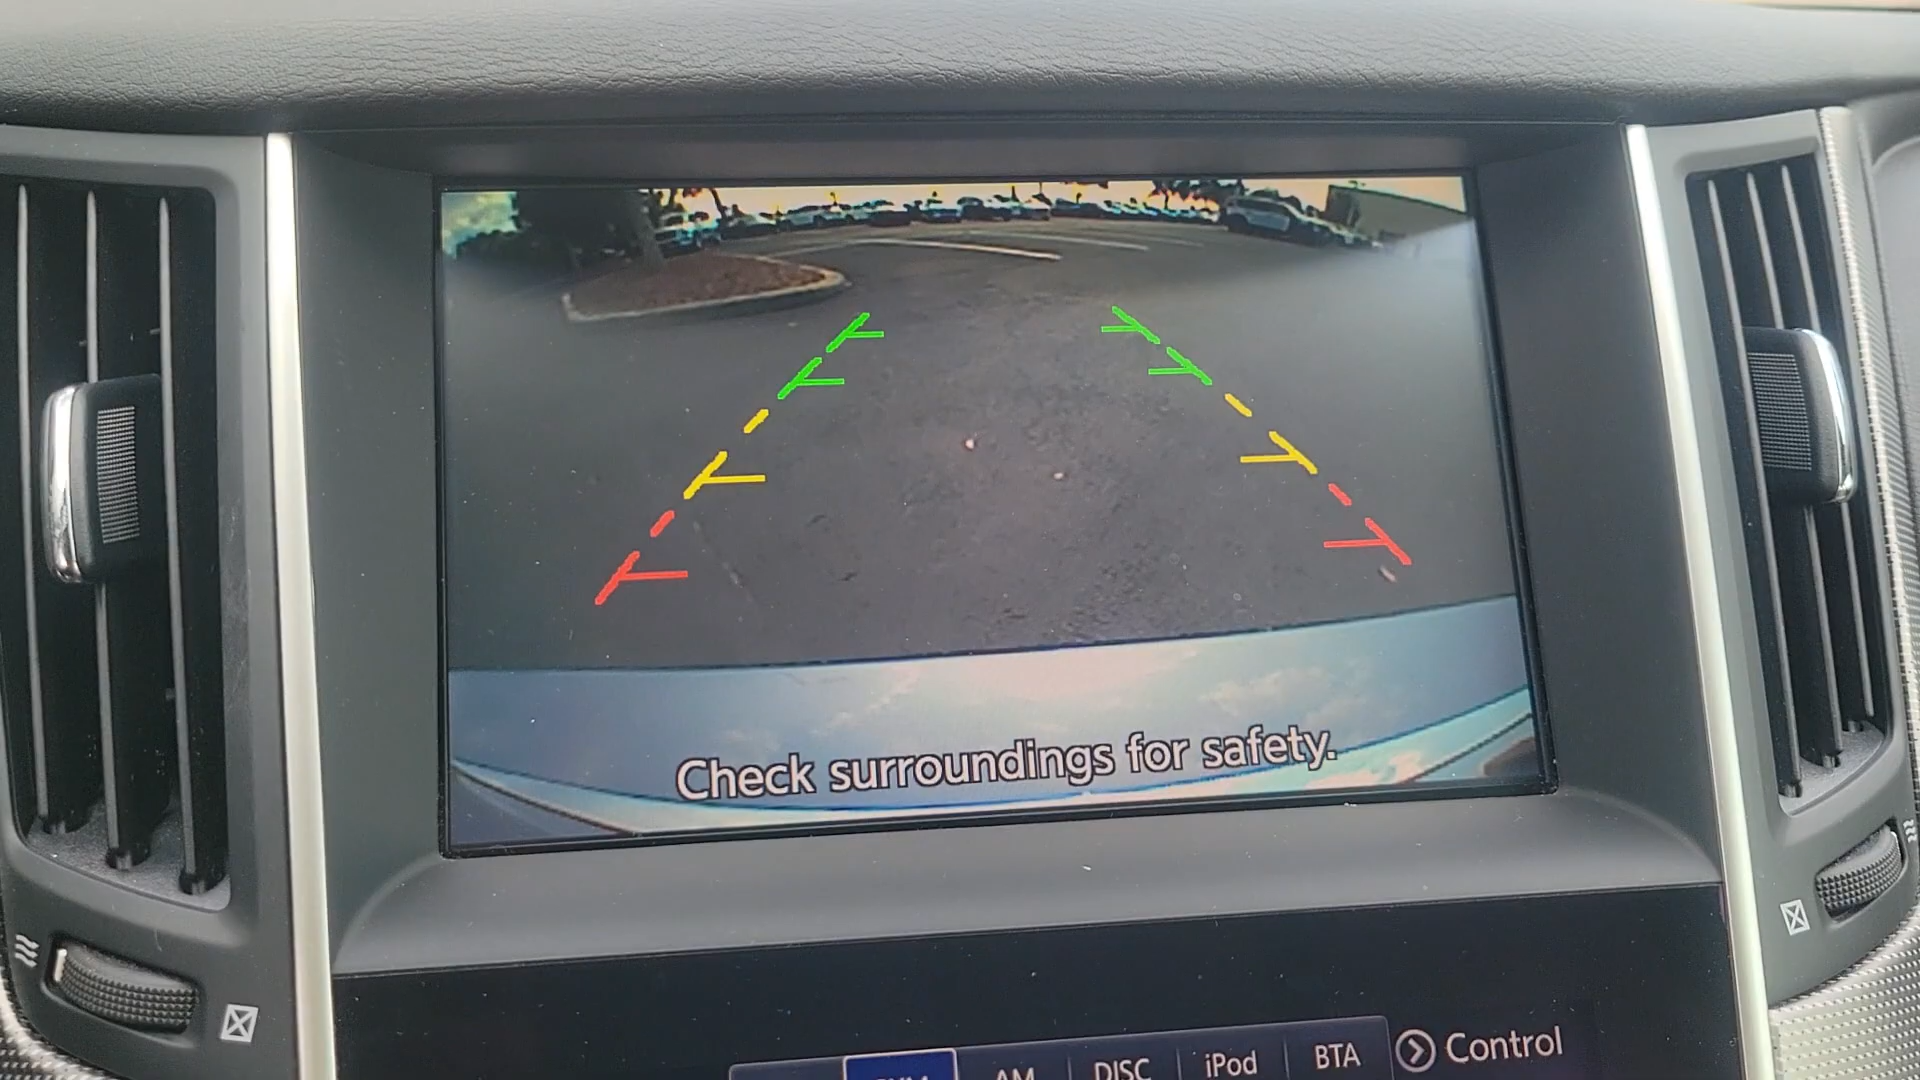 Check surroundings for safety.
AM DISC iPod BTA Control